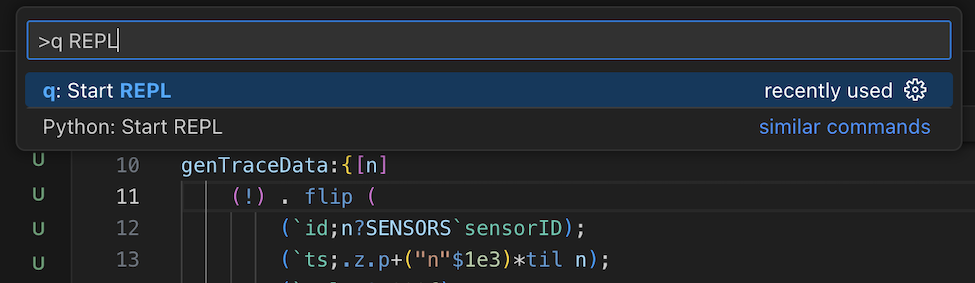 >q REPL
q: Start REPL recently used
Python: Start REPL similar commands
U 10 genTraceData:{[n]
U 11 (!) . flip (
U 12 (`id;n?SENSORS`sensorID);
U 13 (`ts;.z.p+("n"$1e3)*til n);